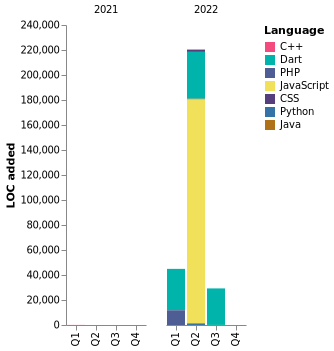 2021
2022
Language
C++
Dart
PHP
JavaScript
CSS
Python
Java
LOC added
240,000
220,000
200,000
180,000
160,000
140,000
120,000
100,000
80,000
60,000
40,000
20,000
0
Q1
Q2
Q3
Q4
Q1
Q2
Q3
Q4